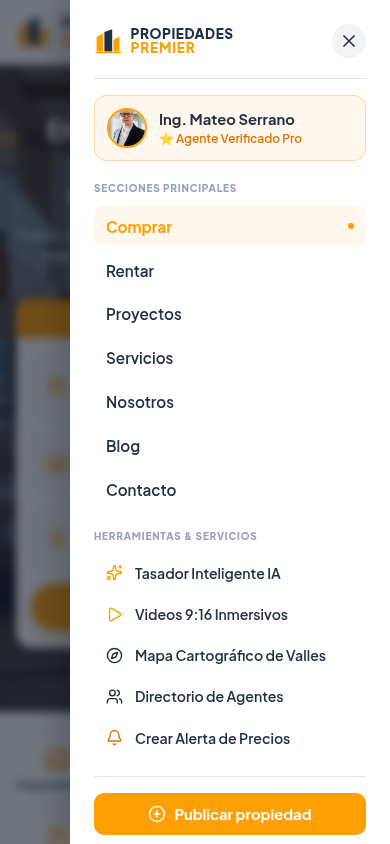 PROPIEDADES
PREMIER
Ing. Mateo Serrano
⭐ Agente Verificado Pro
SECCIONES PRINCIPALES
Comprar
Rentar
Proyectos
Servicios
Nosotros
Blog
Contacto
HERRAMIENTAS & SERVICIOS
Tasador Inteligente IA
Videos 9:16 Inmersivos
Mapa Cartográfico de Valles
Directorio de Agentes
Crear Alerta de Precios
Publicar propiedad